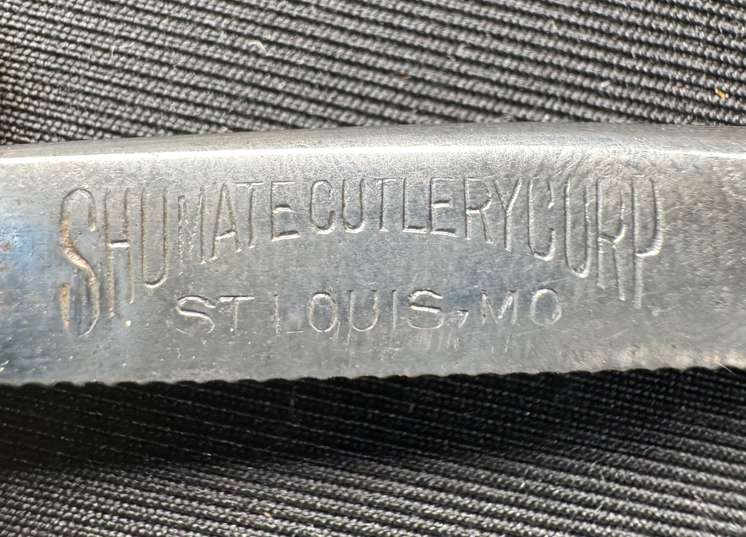 SHUMATE CUTLERY CORP
ST LOUIS, MO